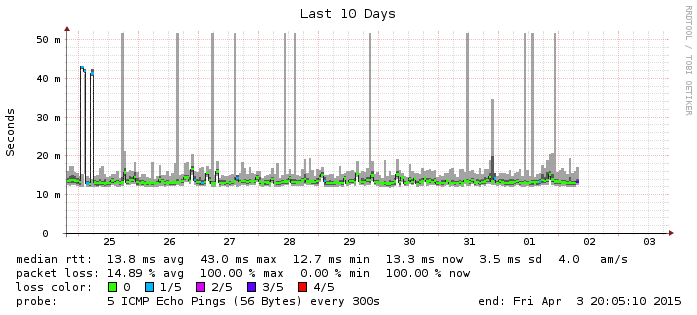 Last 10 Days
RRDTOOL / TOBI OETIKER
Seconds
50 m
40 m
30 m
20 m
10 m
0
25 26 27 28 29 30 31 01 02 03
median rtt: 13.8 ms avg 43.0 ms max 12.7 ms min 13.3 ms now 3.5 ms sd 4.0 am/s
packet loss: 14.89 % avg 100.00 % max 0.00 % min 100.00 % now
loss color: 0 1/5 2/5 3/5 4/5
probe: 5 ICMP Echo Pings (56 Bytes) every 300s end: Fri Apr 3 20:05:10 2015